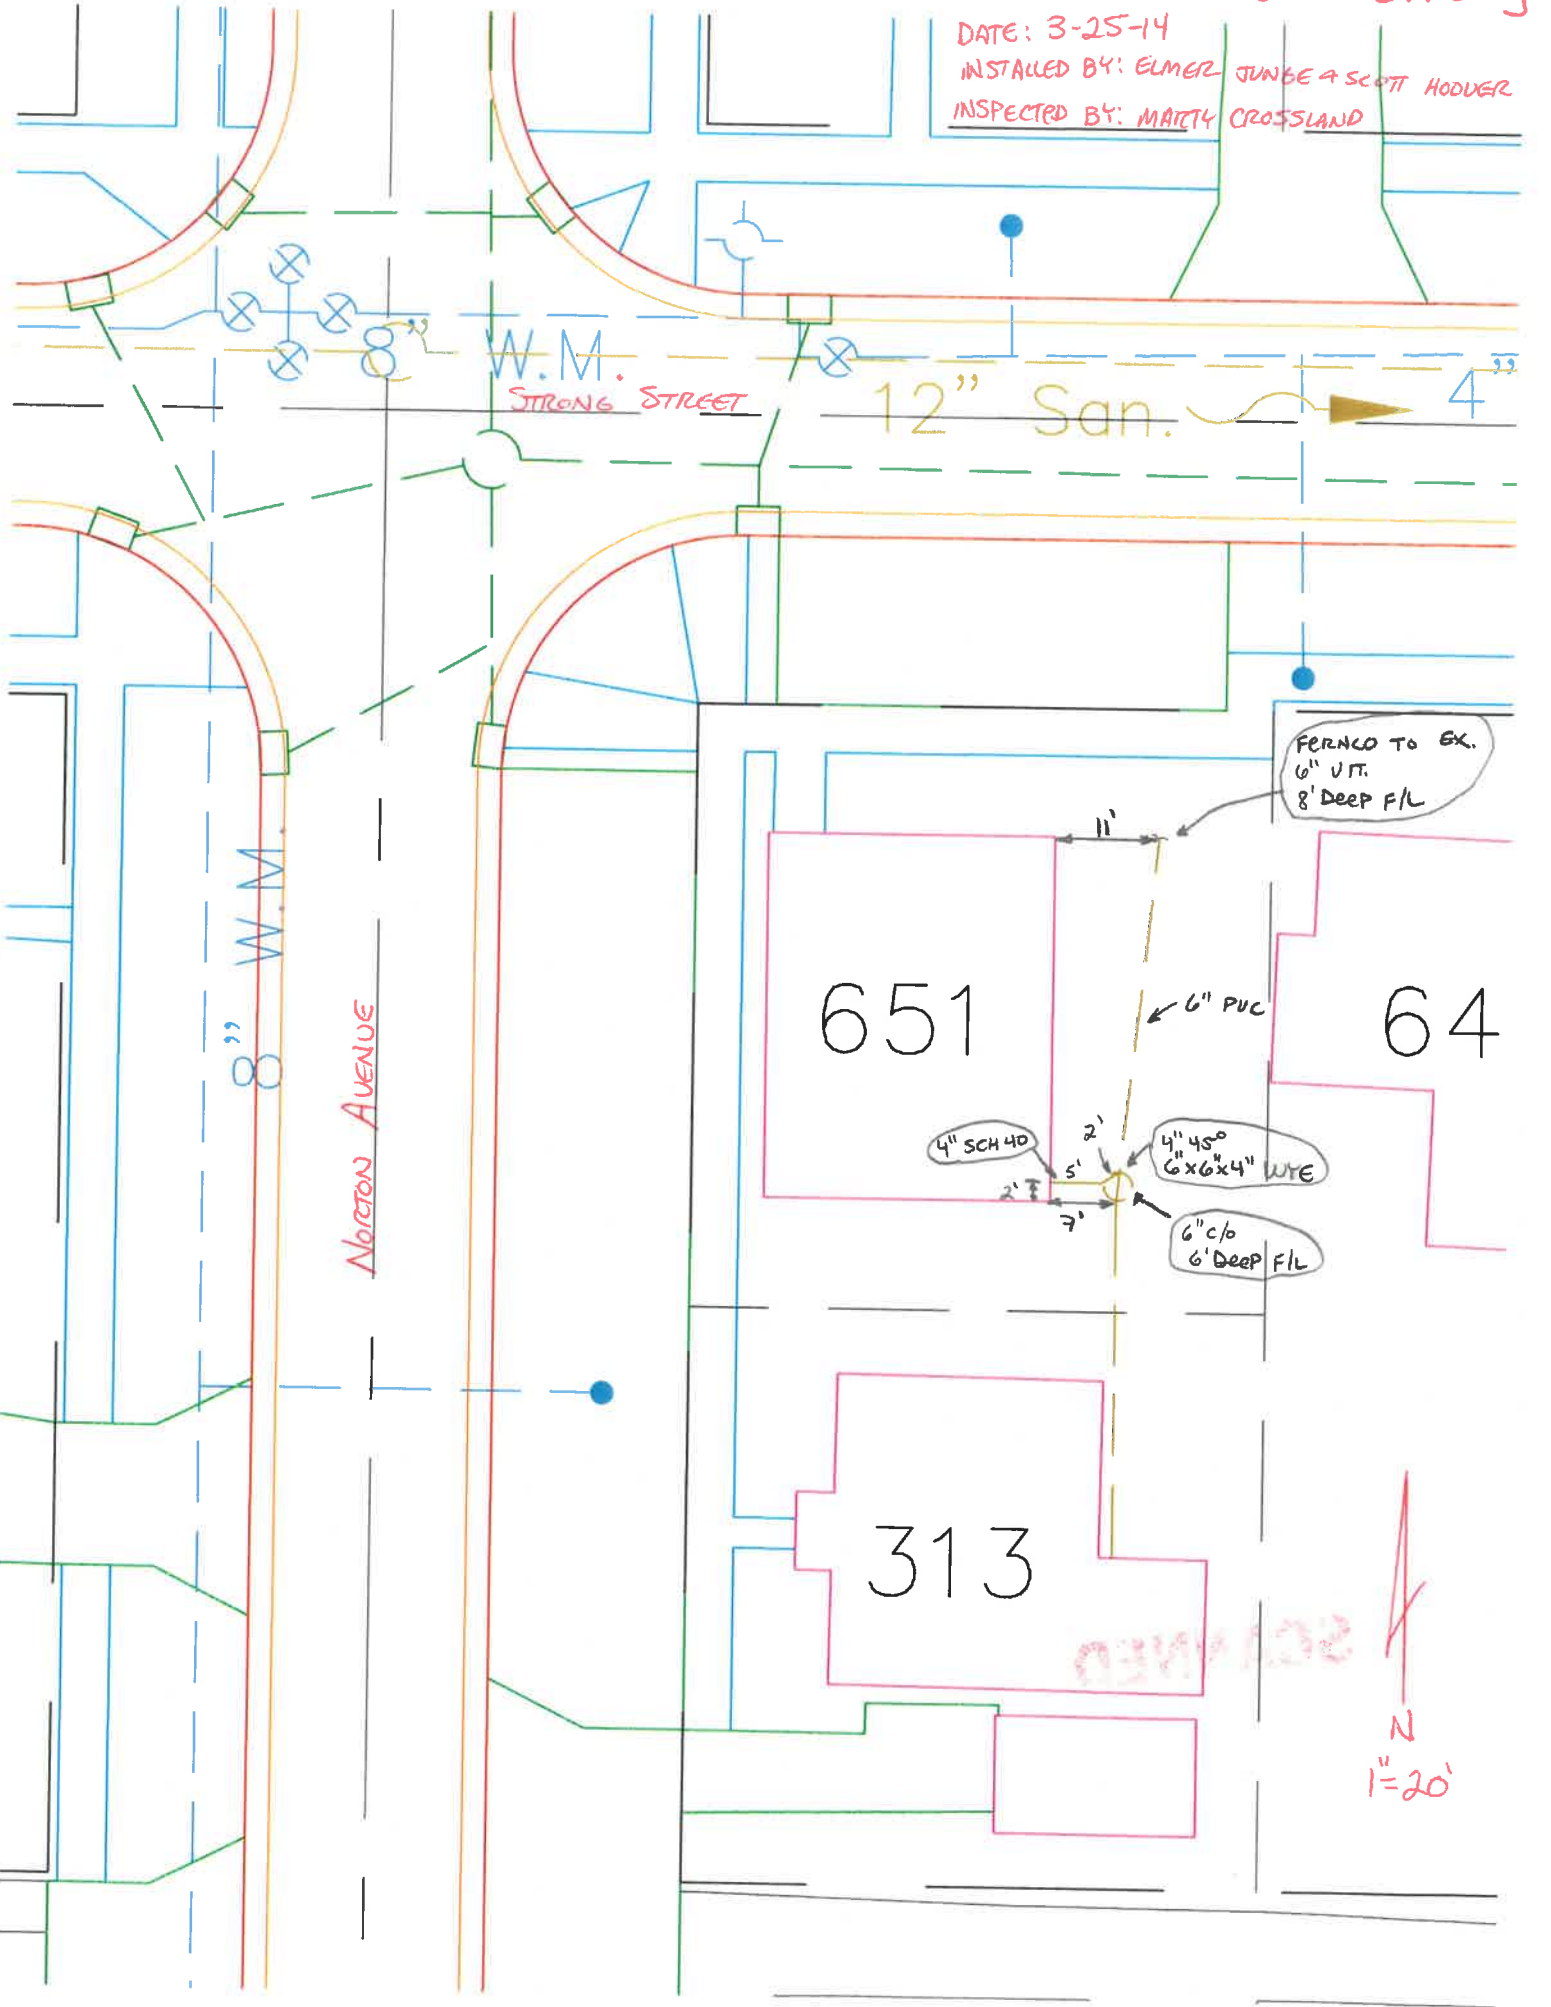 DATE: 3-25-14
INSTALLED BY: ELMER JUNGE & SCOTT HOOVER
INSPECTED BY: MARTY CROSSLAND
8" W.M.
STRONG STREET
12" San.
4"
FERNCO TO EX.
6" VIT.
8' DEEP F/L
11'
8" W.M.
651
6" PVC
64
NORTON AVENUE
4" SCH 40
2'
5'
4" 45°
6"x6"x4" WYE
2'
7'
6" C/O
6' DEEP F/L
313
SCANNED
N
1"=20'